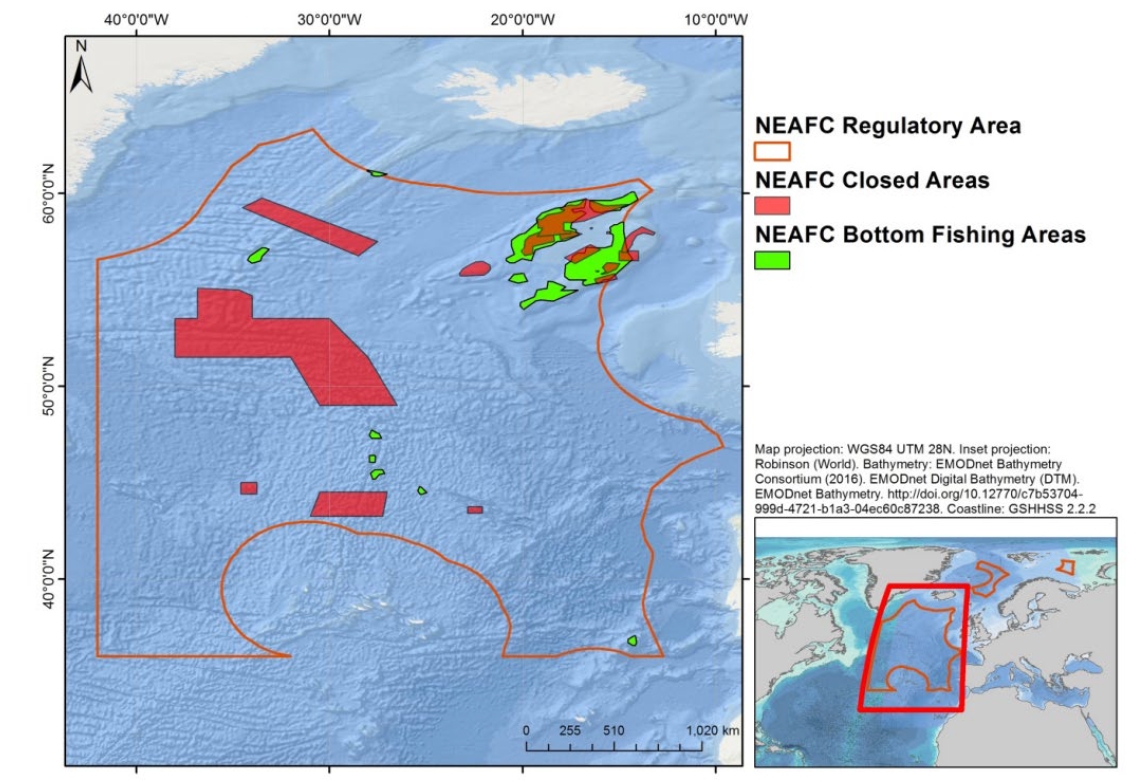 40°0'0"W 30°0'0"W 20°0'0"W 10°0'0"W
N
60°0'0"N
50°0'0"N
40°0'0"N
0 255 510 1,020 km
NEAFC Regulatory Area
NEAFC Closed Areas
NEAFC Bottom Fishing Areas
Map projection: WGS84 UTM 28N. Inset projection:
Robinson (World). Bathymetry: EMODnet Bathymetry
Consortium (2016). EMODnet Digital Bathymetry (DTM).
EMODnet Bathymetry. http://doi.org/10.12770/c7b53704-
999d-4721-b1a3-04ec60c87238. Coastline: GSHHSS 2.2.2